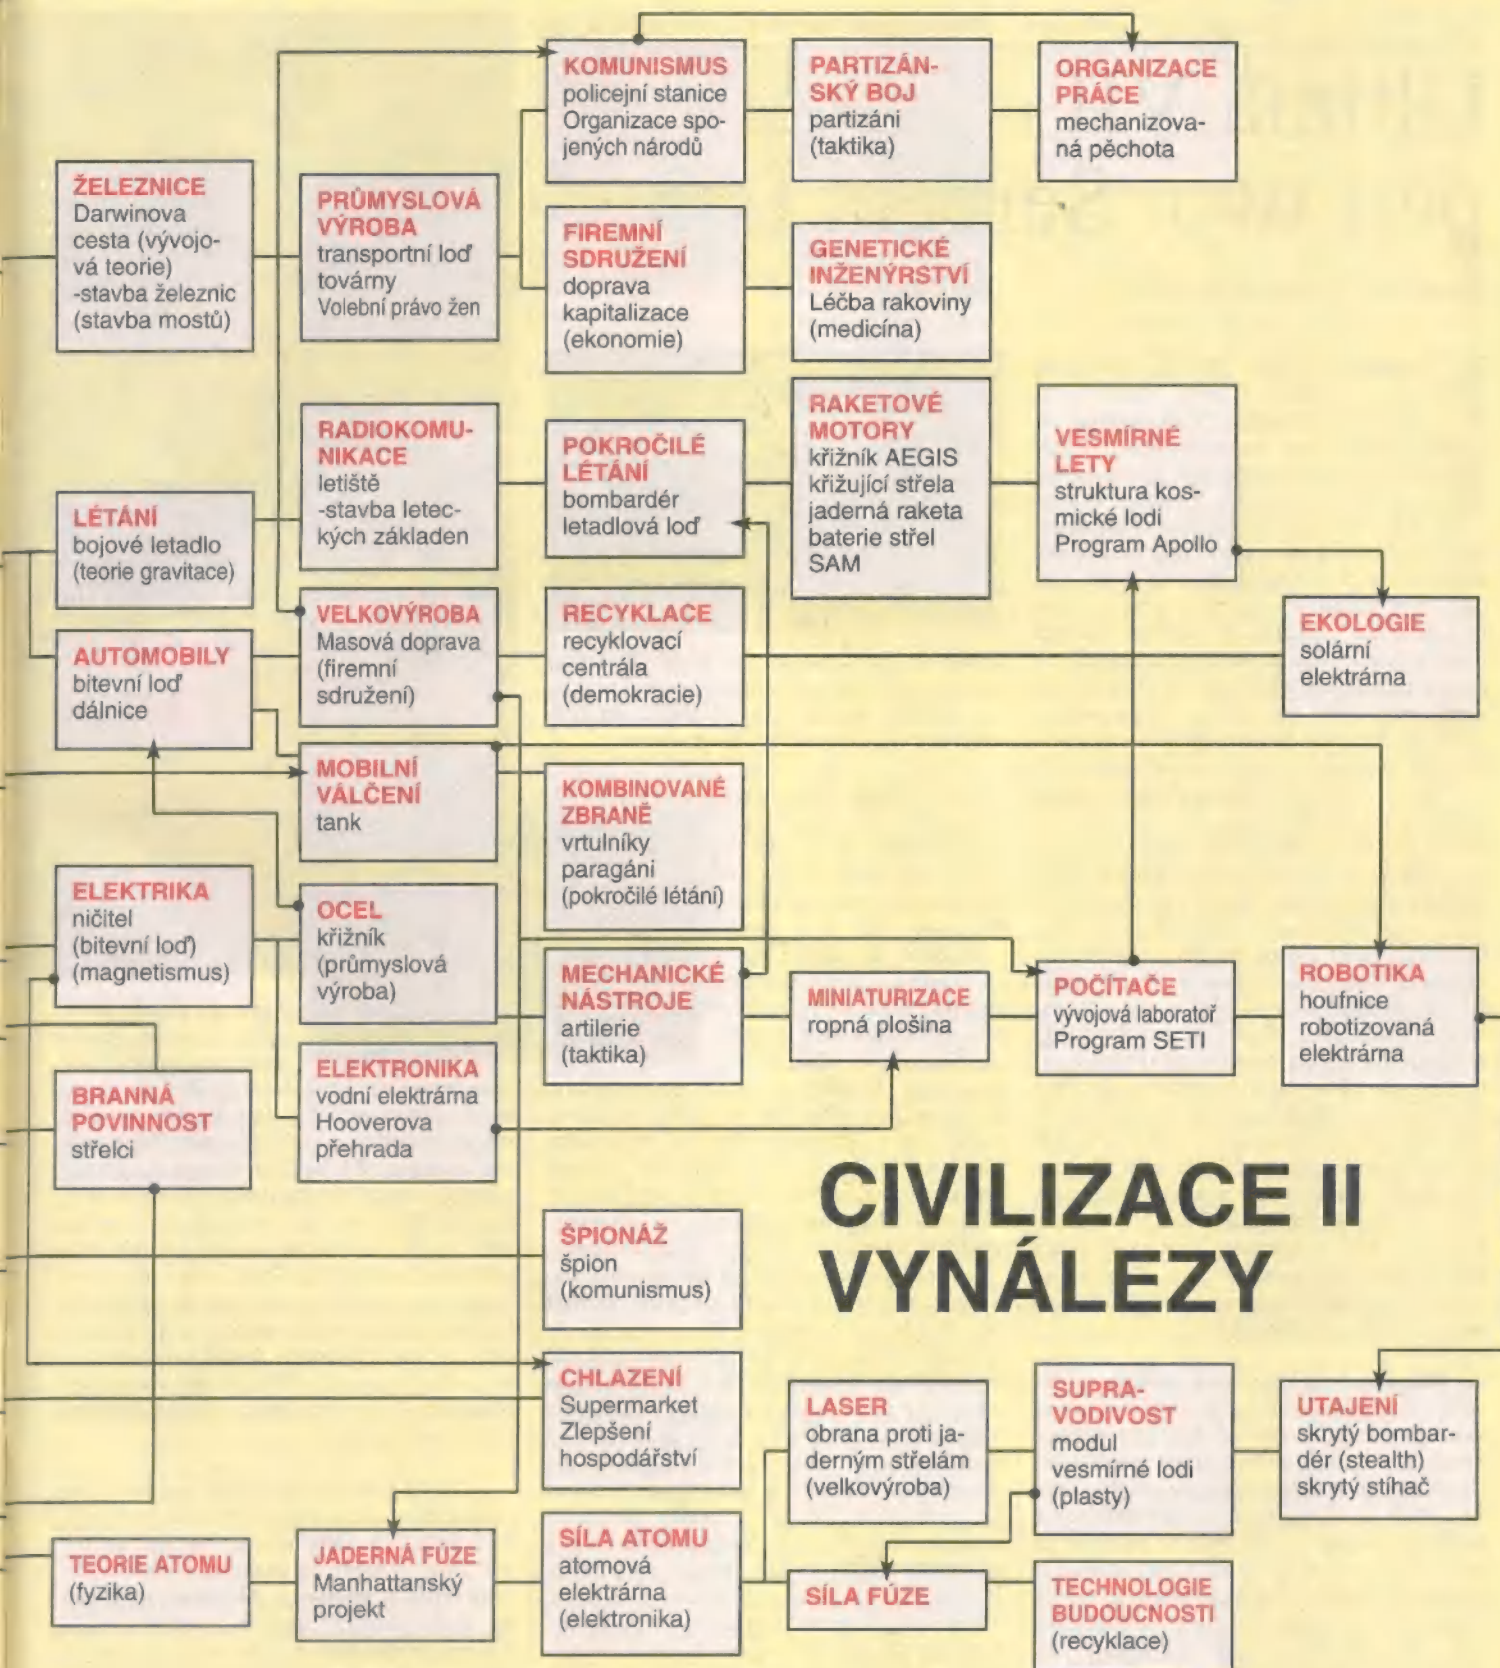 KOMUNISMUS
policejní stanice
Organizace spo-
jených národů
PARTIZÁN-
SKÝ BOJ
partizáni
(taktika)
ORGANIZACE
PRÁCE
mechanizova-
ná pěchota
ŽELEZNICE
Darwinova
cesta (vývojo-
vá teorie)
-stavba železnic
(stavba mostů)
PRŮMYSLOVÁ
VÝROBA
transportní loď
továrny
Volební právo žen
FIREMNÍ
SDRUŽENÍ
doprava
kapitalizace
(ekonomie)
GENETICKÉ
INŽENÝRSTVÍ
Léčba rakoviny
(medicína)
RADIOKOMU-
NIKACE
letiště
-stavba letec-
kých základen
POKROČILÉ
LÉTÁNÍ
bombardér
letadlová loď
RAKETOVÉ
MOTORY
křižník AEGIS
křižující střela
jaderná raketa
baterie střel
SAM
VESMÍRNÉ
LETY
struktura kos-
mické lodi
Program Apollo
LÉTÁNÍ
bojové letadlo
(teorie gravitace)
VELKOVÝROBA
Masová doprava
(firemní
sdružení)
RECYKLACE
recyklovací
centrála
(demokracie)
EKOLOGIE
solární
elektrárna
AUTOMOBILY
bitevní loď
dálnice
MOBILNÍ
VÁLČENÍ
tank
KOMBINOVANÉ
ZBRANĚ
vrtulníky
paragáni
(pokročilé létání)
ELEKTRIKA
ničitel
(bitevní loď)
(magnetismus)
OCEL
křižník
(průmyslová
výroba)
MECHANICKÉ
NÁSTROJE
artilerie
(taktika)
MINIATURIZACE
ropná plošina
POČÍTAČE
vývojová laboratoř
Program SETI
ROBOTIKA
houfnice
robotizovaná
elektrárna
BRANNÁ
POVINNOST
střelci
ELEKTRONIKA
vodní elektrárna
Hooverova
přehrada
CIVILIZACE II
VYNÁLEZY
ŠPIONÁŽ
špion
(komunismus)
CHLAZENÍ
Supermarket
Zlepšení
hospodářství
LASER
obrana proti ja-
derným střelám
(velkovýroba)
SUPRA-
VODIVOST
modul
vesmírné lodi
(plasty)
UTAJENÍ
skrytý bombar-
dér (stealth)
skrytý stíhač
TEORIE ATOMU
(fyzika)
JADERNÁ FÚZE
Manhattanský
projekt
SÍLA ATOMU
atomová
elektrárna
(elektronika)
SÍLA FÚZE
TECHNOLOGIE
BUDOUCNOSTI
(recyklace)